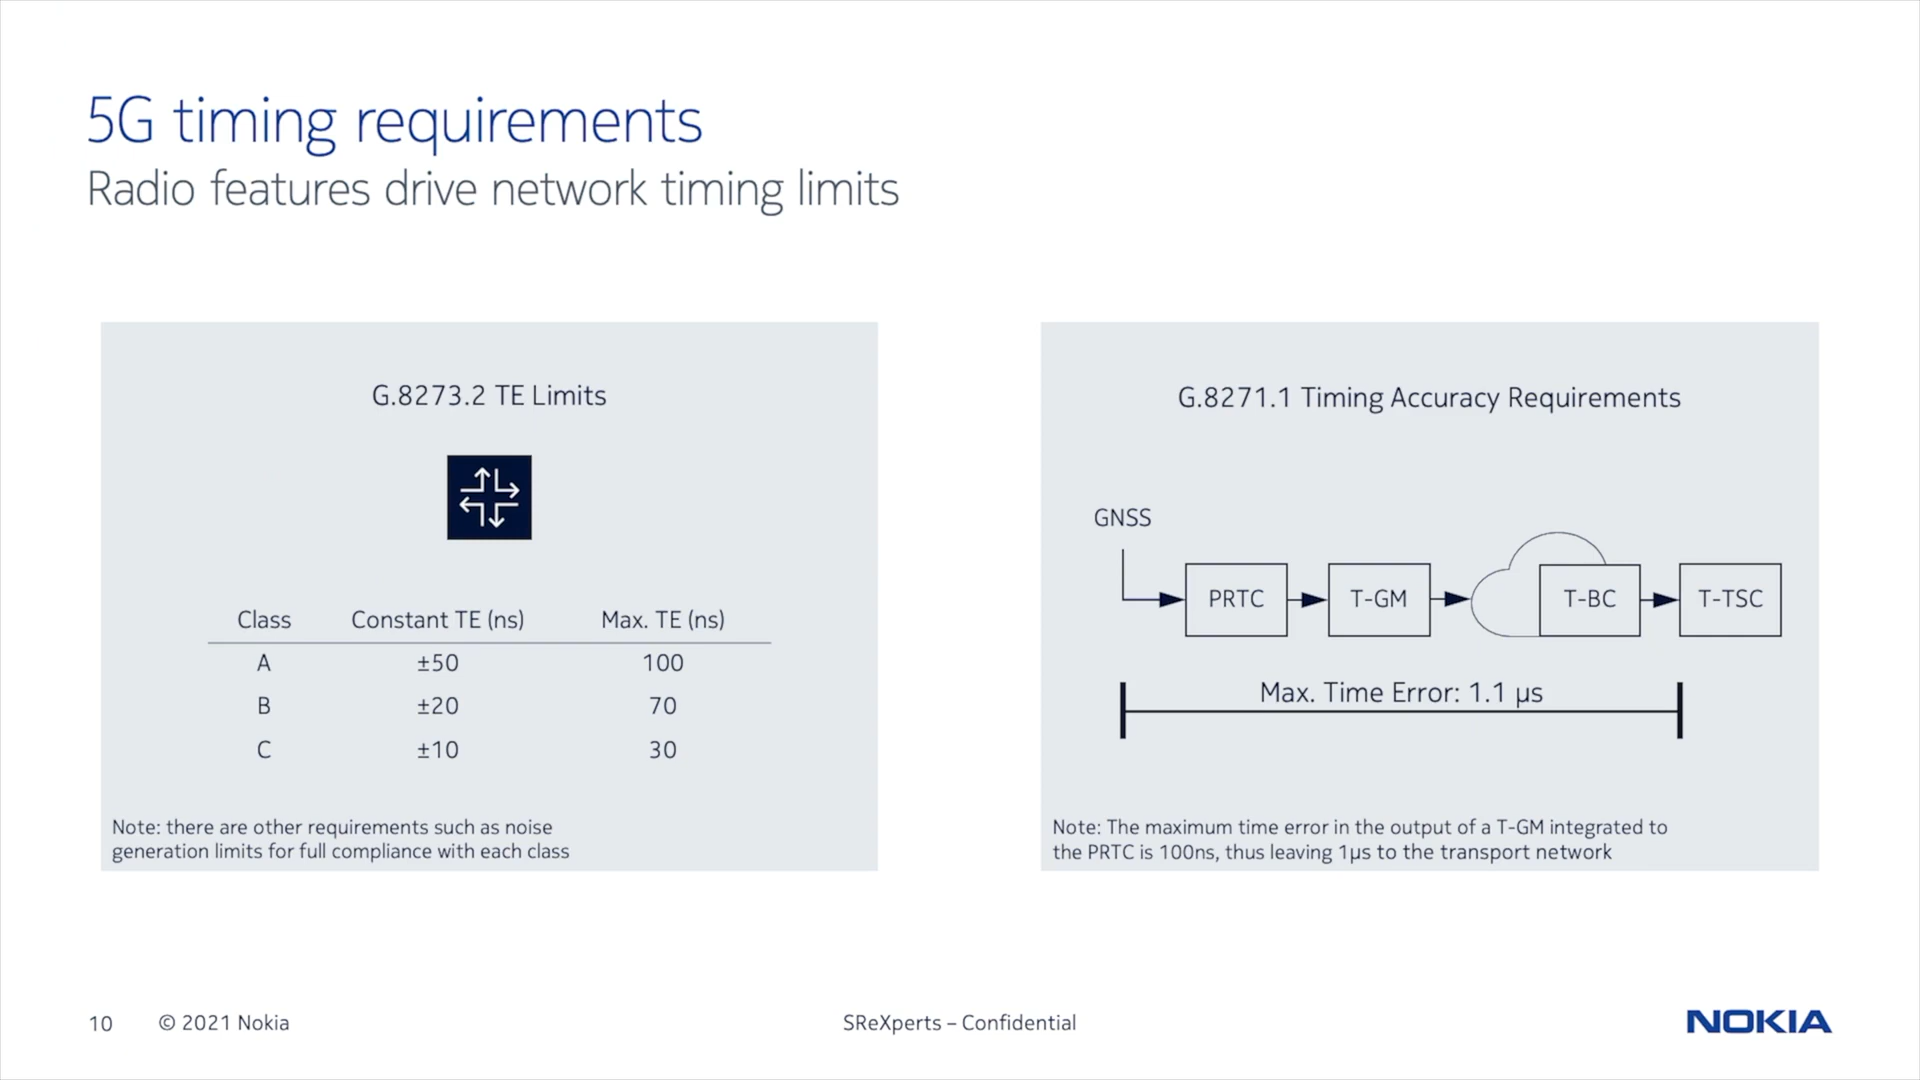 5G timing requirements
Radio features drive network timing limits
G.8273.2 TE Limits
Class Constant TE (ns) Max. TE (ns)
A ±50 100
B ±20 70
C ±10 30
Note: there are other requirements such as noise
generation limits for full compliance with each class
G.8271.1 Timing Accuracy Requirements
GNSS
PRTC T-GM T-BC T-TSC
Max. Time Error: 1.1 µs
Note: The maximum time error in the output of a T-GM integrated to
the PRTC is 100ns, thus leaving 1µs to the transport network
10 © 2021 Nokia SReXperts – Confidential NOKIA